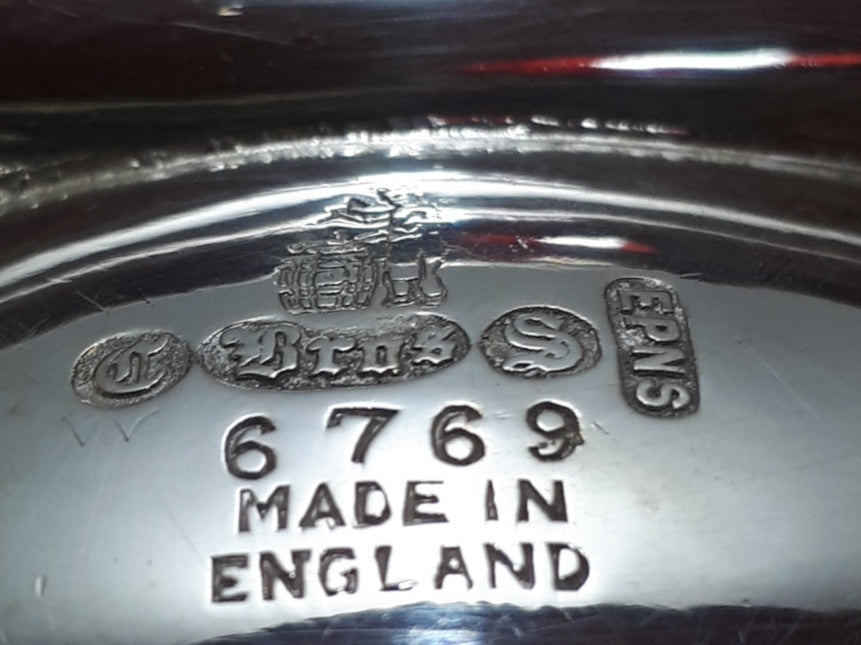 C Bros S EPNS
6769
MADE IN
ENGLAND